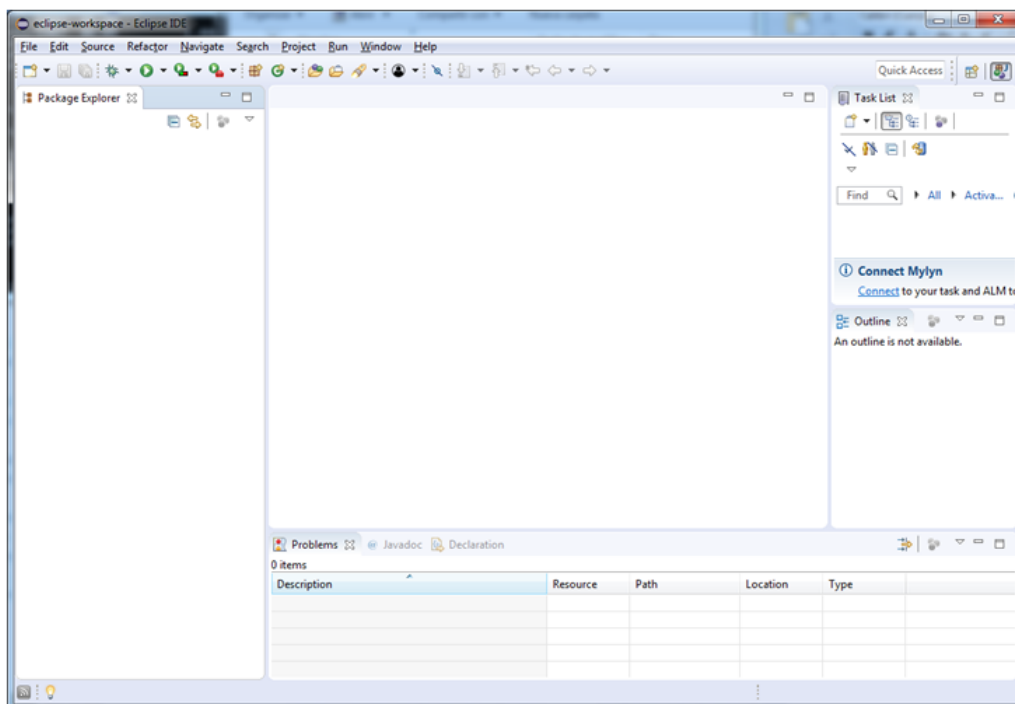 eclipse-workspace - Eclipse IDE
File Edit Source Refactor Navigate Search Project Run Window Help
Quick Access
Package Explorer
Task List
Find All Activa...
Connect Mylyn
Connect to your task and ALM to
Outline
An outline is not available.
Problems Javadoc Declaration
0 items
Description Resource Path Location Type